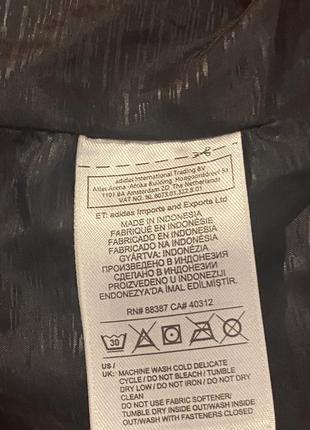 adidas International Trading BV
Atlas Arena -Afrika Building, Hoogoorddreef 9a
1101 BA Amsterdam ZO, The Netherlands
VAT NO. NL 8073.01.322.B.01
ET: adidas Imports and Exports Ltd
MADE IN INDONESIA
FABRIQUÉ EN INDONÉSIE
FABRICADO EN INDONESIA
FABRICADO NA INDONÉSIA
GYÁRTVA: INDONÉZIA
ПРОИЗВЕДЕНО В ИНДОНЕЗИЯ
СДЕЛАНО В ИНДОНЕЗИИ
PROIZVEDENO U INDONEZIJI
ENDONEZYA'DA İMAL EDİLMİŞTİR.
RN# 88387 CA# 40312
30
US /
UK: MACHINE WASH COLD DELICATE
CYCLE / DO NOT BLEACH / TUMBLE
DRY LOW / DO NOT IRON / DO NOT DRY
CLEAN
DO NOT USE FABRIC SOFTENER/
TUMBLE DRY INSIDE OUT/WASH INSIDE
OUT/WASH WITH FASTENERS CLOSED